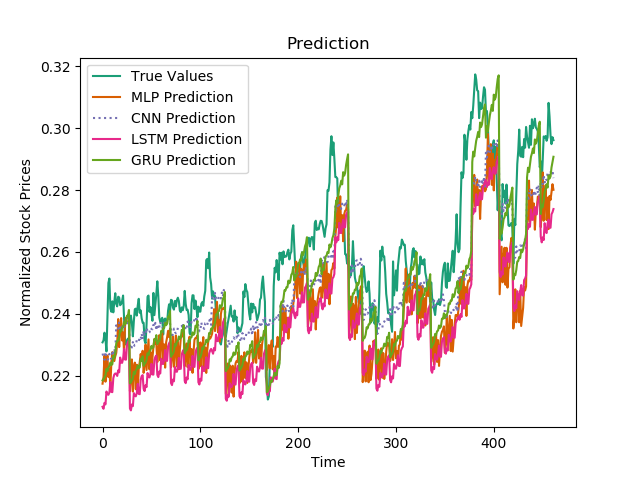 Prediction
True Values
MLP Prediction
CNN Prediction
LSTM Prediction
GRU Prediction
Normalized Stock Prices
0.32
0.30
0.28
0.26
0.24
0.22
0
100
200
300
400
Time